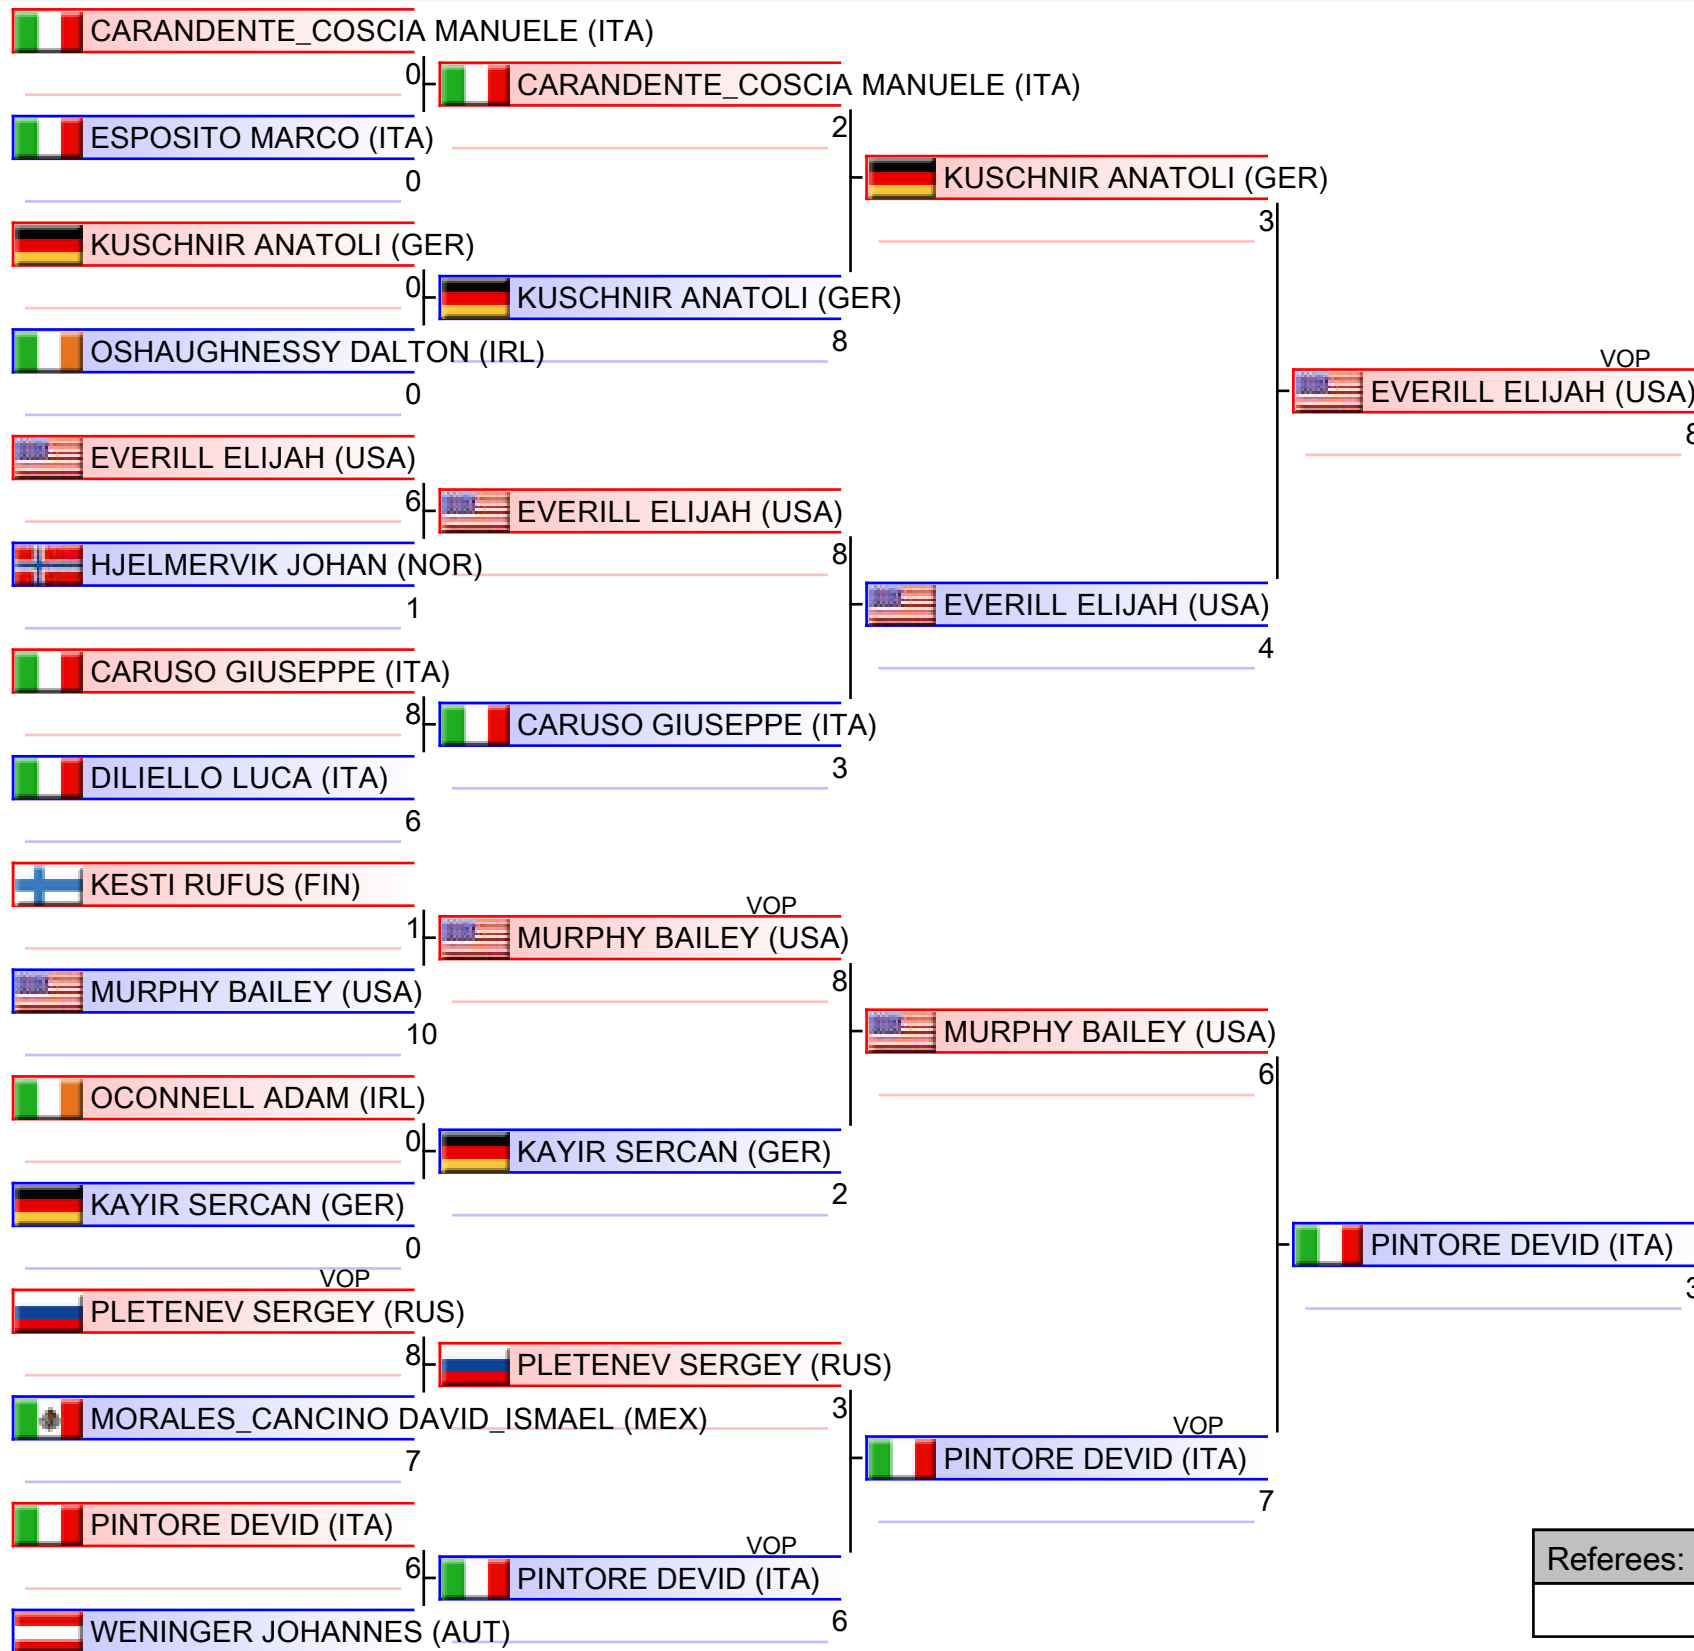 CARANDENTE_COSCIA MANUELE (ITA)
0
CARANDENTE_COSCIA MANUELE (ITA)
2
ESPOSITO MARCO (ITA)
0
KUSCHNIR ANATOLI (GER)
3
KUSCHNIR ANATOLI (GER)
0
KUSCHNIR ANATOLI (GER)
8
OSHAUGHNESSY DALTON (IRL)
0
VOP
EVERILL ELIJAH (USA)
8
EVERILL ELIJAH (USA)
6
EVERILL ELIJAH (USA)
8
HJELMERVIK JOHAN (NOR)
1
EVERILL ELIJAH (USA)
4
CARUSO GIUSEPPE (ITA)
8
CARUSO GIUSEPPE (ITA)
3
DILIELLO LUCA (ITA)
6
KESTI RUFUS (FIN)
1
VOP
MURPHY BAILEY (USA)
8
MURPHY BAILEY (USA)
10
MURPHY BAILEY (USA)
6
OCONNELL ADAM (IRL)
0
KAYIR SERCAN (GER)
2
KAYIR SERCAN (GER)
0
PINTORE DEVID (ITA)
3
VOP
PLETENEV SERGEY (RUS)
8
PLETENEV SERGEY (RUS)
3
MORALES_CANCINO DAVID_ISMAEL (MEX)
7
VOP
PINTORE DEVID (ITA)
7
PINTORE DEVID (ITA)
6
VOP
PINTORE DEVID (ITA)
6
WENINGER JOHANNES (AUT)
Referees: